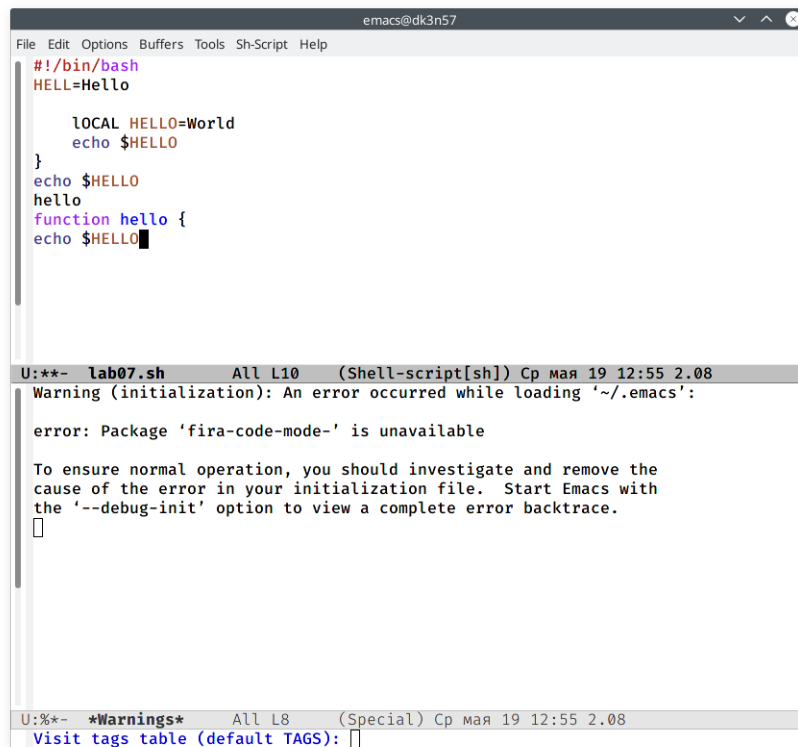 emacs@dk3n57
File Edit Options Buffers Tools Sh-Script Help
#!/bin/bash
HELL=Hello
lOCAL HELLO=World
echo $HELLO
}
echo $HELLO
hello
function hello {
echo $HELLO
U:**- lab07.sh All L10 (Shell-script[sh]) Ср мая 19 12:55 2.08
Warning (initialization): An error occurred while loading ‘~/.emacs’:
error: Package ‘fira-code-mode-’ is unavailable
To ensure normal operation, you should investigate and remove the
cause of the error in your initialization file.  Start Emacs with
the ‘--debug-init’ option to view a complete error backtrace.
U:%*- *Warnings* All L8 (Special) Ср мая 19 12:55 2.08
Visit tags table (default TAGS):